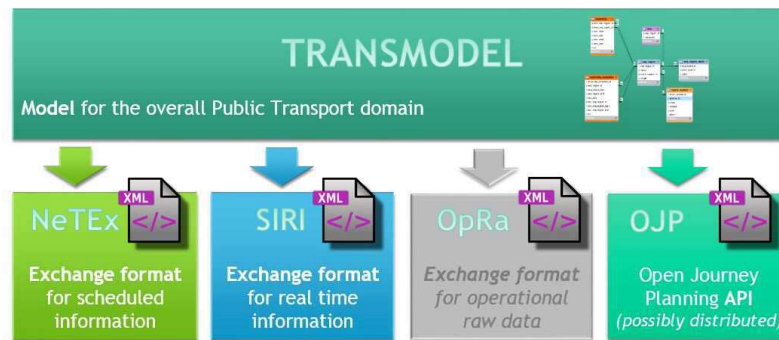 TRANSMODEL
Model for the overall Public Transport domain
XML
</>
NeTEx
Exchange format
for scheduled
information
XML
</>
SIRI
Exchange format
for real time
information
XML
</>
OpRa
Exchange format
for operational
raw data
XML
</>
OJP
Open Journey
Planning API
(possibly distributed)